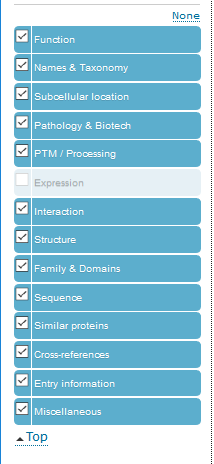 None
Function
Names & Taxonomy
Subcellular location
Pathology & Biotech
PTM / Processing
Expression
Interaction
Structure
Family & Domains
Sequence
Similar proteins
Cross-references
Entry information
Miscellaneous
Top